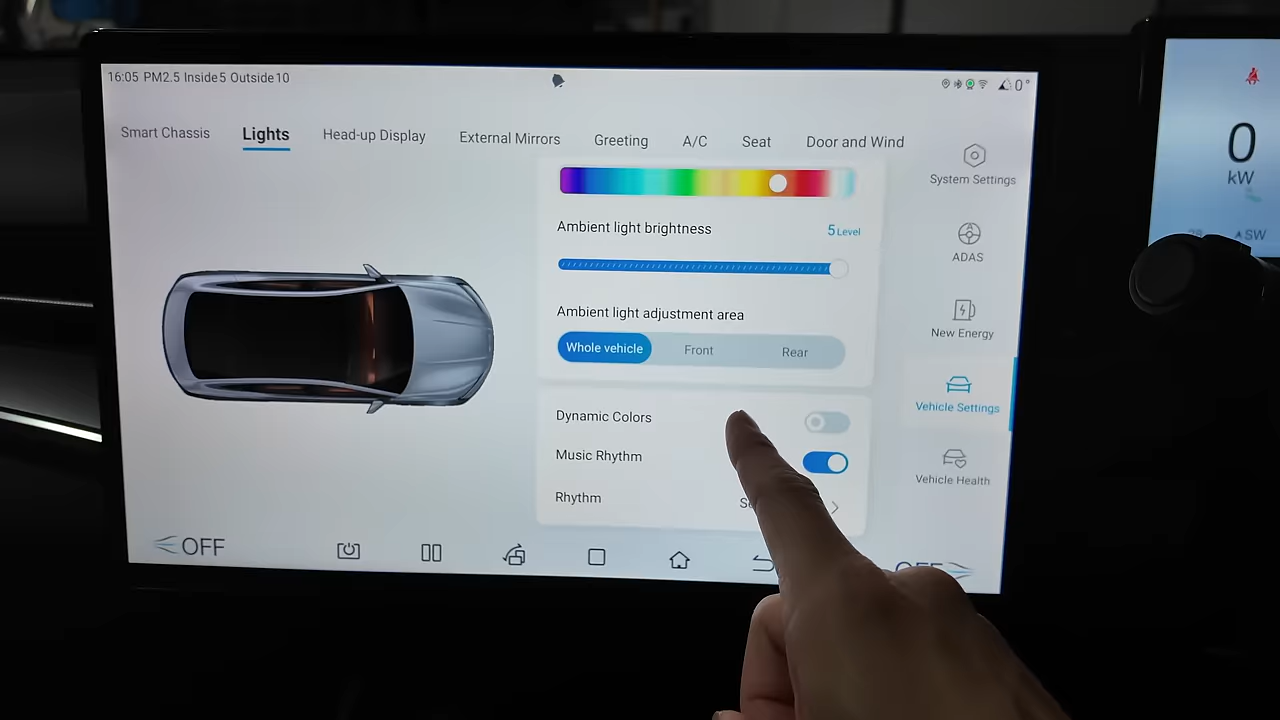 16:05 PM2.5 Inside5 Outside10
0°
Smart Chassis
Lights
Head-up Display
External Mirrors
Greeting
A/C
Seat
Door and Wind
System Settings
Ambient light brightness
5 Level
ADAS
Ambient light adjustment area
New Energy
Whole vehicle
Front
Rear
Vehicle Settings
Dynamic Colors
Music Rhythm
Vehicle Health
Rhythm
OFF
OFF
0
kW
SW